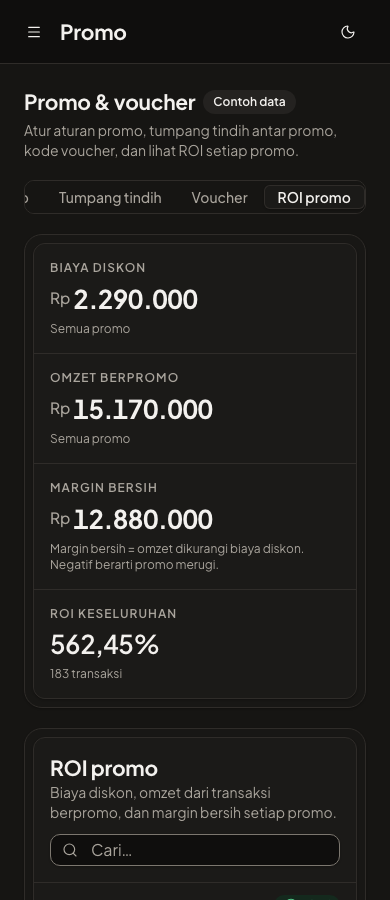 Promo
Promo & voucher
Contoh data
Atur aturan promo, tumpang tindih antar promo,
kode voucher, dan lihat ROI setiap promo.
Tumpang tindih
Voucher
ROI promo
BIAYA DISKON
Rp 2.290.000
Semua promo
OMZET BERPROMO
Rp 15.170.000
Semua promo
MARGIN BERSIH
Rp 12.880.000
Margin bersih = omzet dikurangi biaya diskon.
Negatif berarti promo merugi.
ROI KESELURUHAN
562,45%
183 transaksi
ROI promo
Biaya diskon, omzet dari transaksi
berpromo, dan margin bersih setiap promo.
Cari...